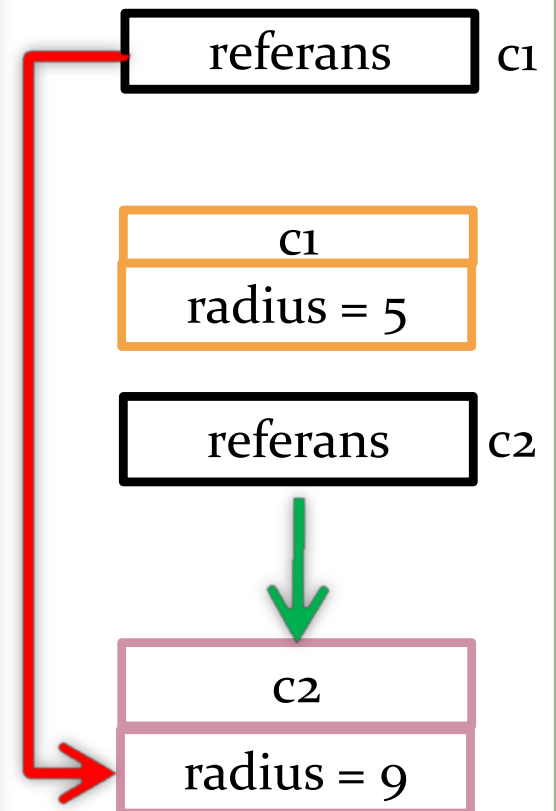 referans c1
c1
radius = 5
referans c2
c2
radius = 9